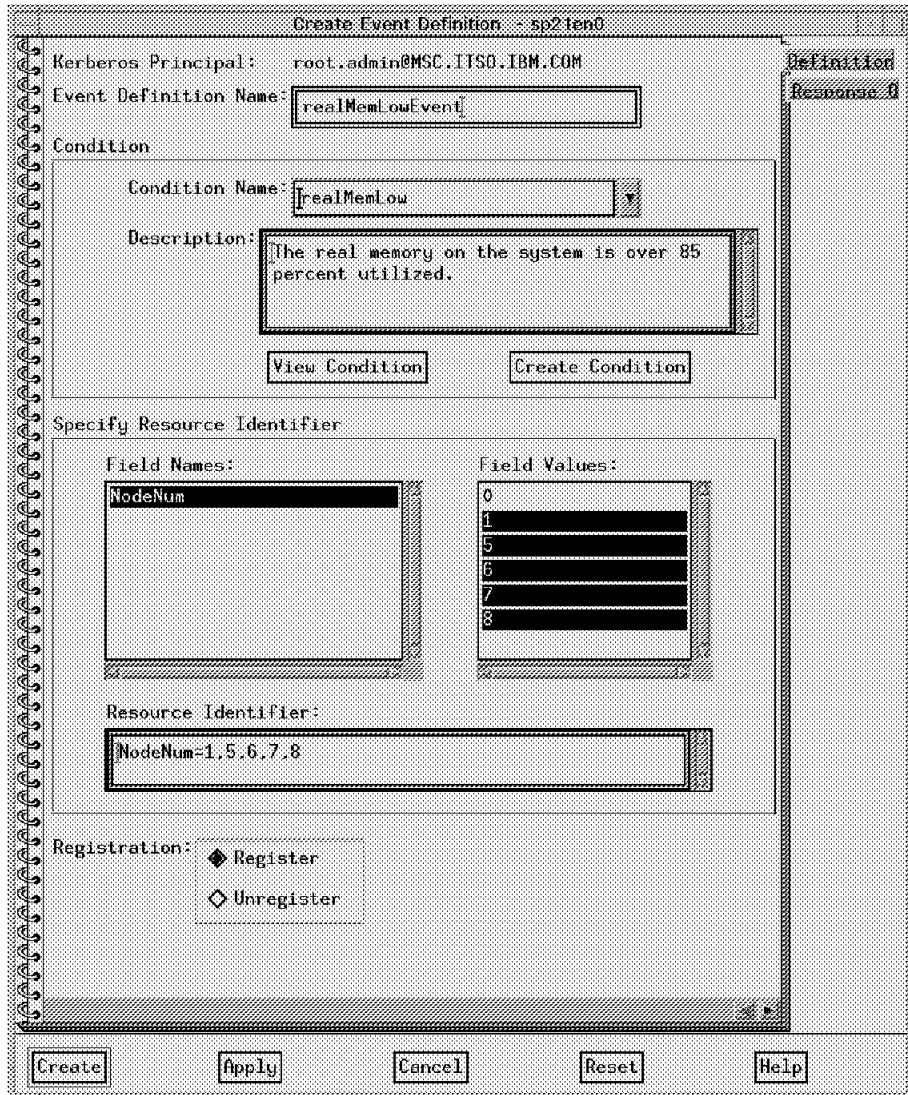 Create Event Definition - sp21en0
Kerberos Principal: root.admin@MSC.ITSO.IBM.COM
Definition
Event Definition Name: realMemLowEvent
Response O
Condition
Condition Name: realMemLow
Description: The real memory on the system is over 85
percent utilized.
View Condition Create Condition
Specify Resource Identifier
Field Names: Field Values:
NodeNum 0
1
5
6
7
8
Resource Identifier:
NodeNum=1,5,6,7,8
Registration: Register
Unregister
Create Apply Cancel Reset Help